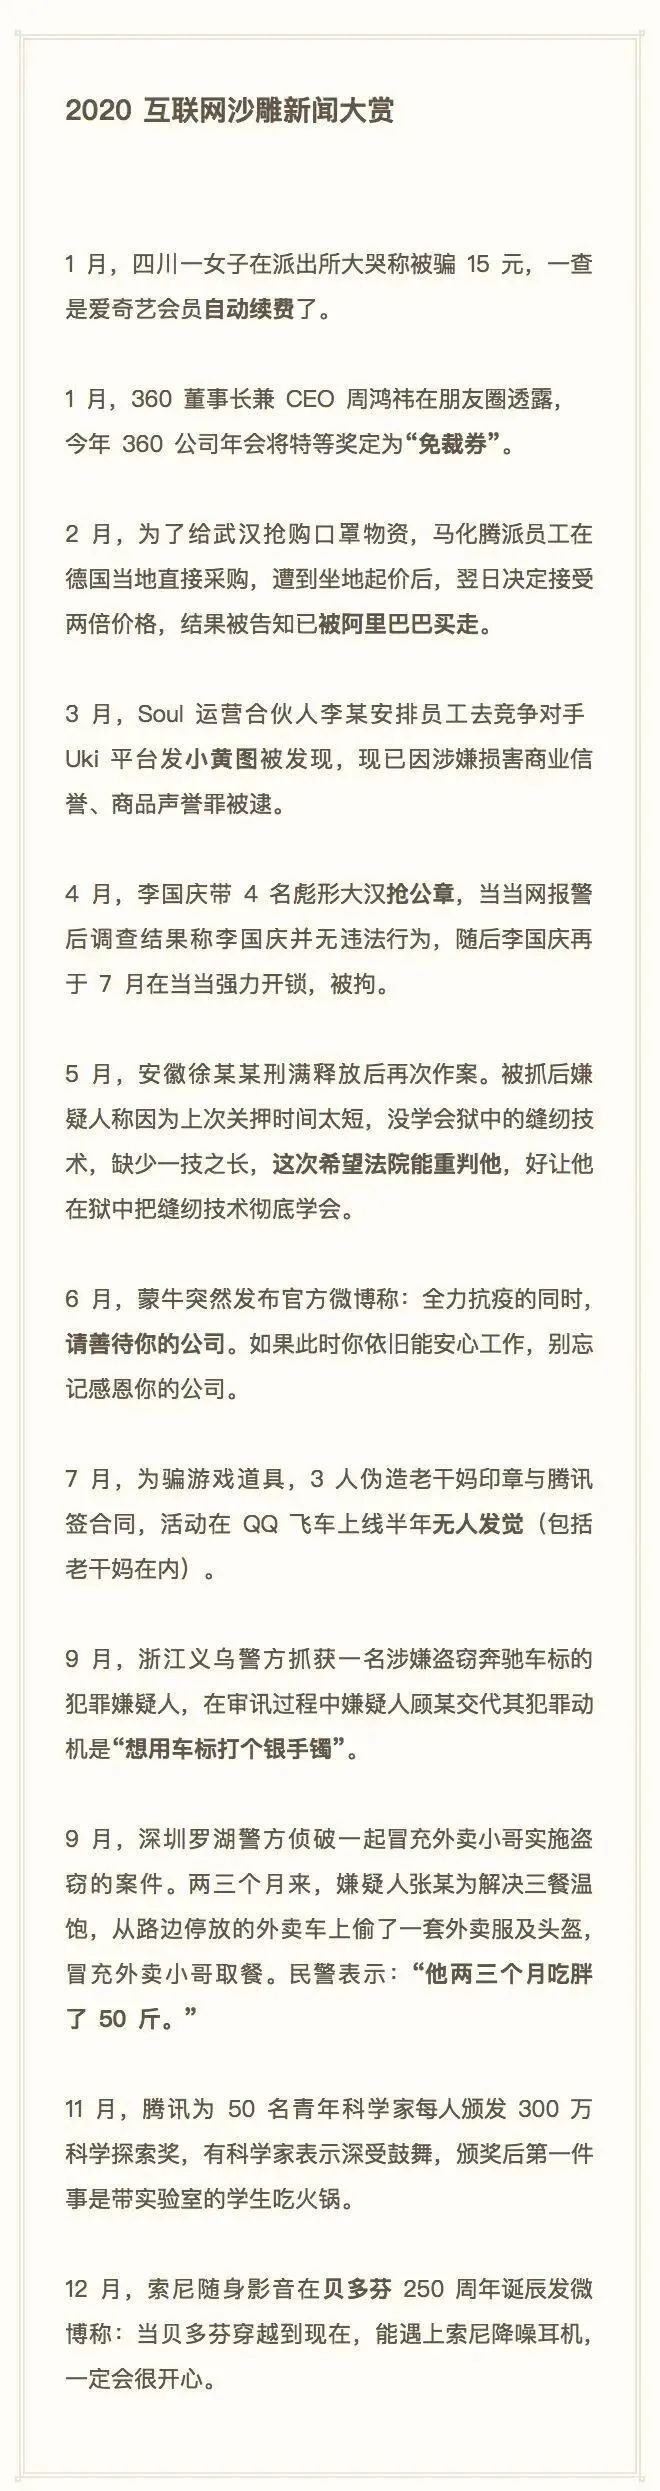 2020 互联网沙雕新闻大赏
1 月，四川一女子在派出所大哭称被骗 15 元，一查
是爱奇艺会员自动续费了。
1 月，360 董事长兼 CEO 周鸿祎在朋友圈透露，
今年 360 公司年会将特等奖定为“免裁券”。
2 月，为了给武汉抢购口罩物资，马化腾派员工在
德国当地直接采购，遭到坐地起价后，翌日决定接受
两倍价格，结果被告知已被阿里巴巴买走。
3 月，Soul 运营合伙人李某安排员工去竞争对手
Uki 平台发小黄图被发现，现已因涉嫌损害商业信
誉、商品声誉罪被逮。
4 月，李国庆带 4 名彪形大汉抢公章，当当网报警
后调查结果称李国庆并无违法行为，随后李国庆再
于 7 月在当当强力开锁，被拘。
5 月，安徽徐某某刑满释放后再次作案。被抓后嫌
疑人称因为上次关押时间太短，没学会狱中的缝纫技
术，缺少一技之长，这次希望法院能重判他，好让他
在狱中把缝纫技术彻底学会。
6 月，蒙牛突然发布官方微博称：全力抗疫的同时，
请善待你的公司。如果此时你依旧能安心工作，别忘
记感恩你的公司。
7 月，为骗游戏道具，3 人伪造老干妈印章与腾讯
签合同，活动在 QQ 飞车上线半年无人发觉（包括
老干妈在内）。
9 月，浙江义乌警方抓获一名涉嫌盗窃奔驰车标的
犯罪嫌疑人，在审讯过程中嫌疑人顾某交代其犯罪动
机是“想用车标打个银手镯”。
9 月，深圳罗湖警方侦破一起冒充外卖小哥实施盗
窃的案件。两三个月来，嫌疑人张某为解决三餐温
饱，从路边停放的外卖车上偷了一套外卖服及头盔，
冒充外卖小哥取餐。民警表示：“他两三个月吃胖
了 50 斤。”
11 月，腾讯为 50 名青年科学家每人颁发 300 万
科学探索奖，有科学家表示深受鼓舞，颁奖后第一件
事是带实验室的学生吃火锅。
12 月，索尼随身影音在贝多芬 250 周年诞辰发微
博称：当贝多芬穿越到现在，能遇上索尼降噪耳机，
一定会很开心。